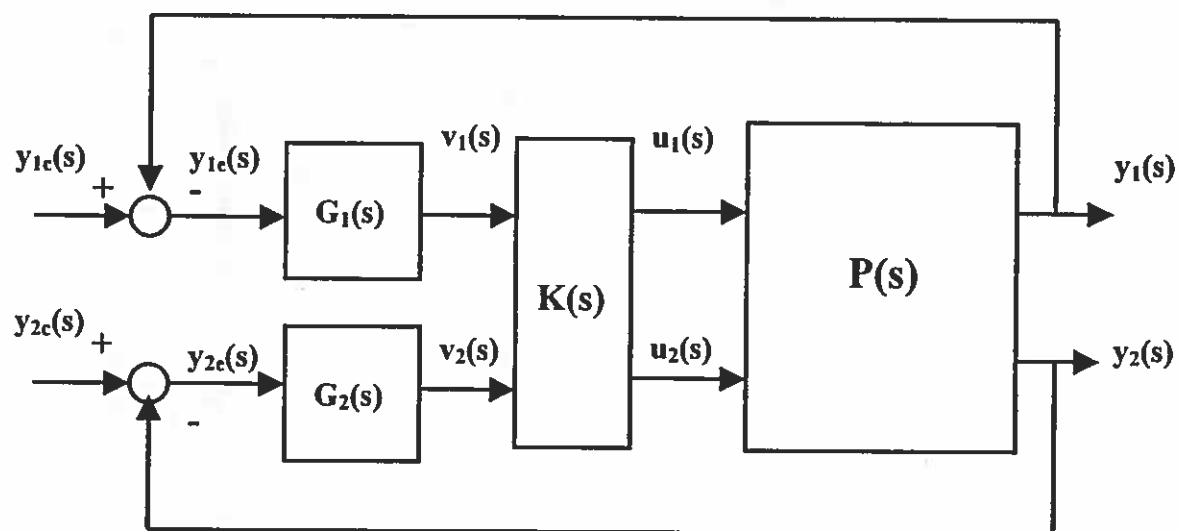 v₁(s) u₁(s)
y₁c(s) y₁e(s) y₁(s)
+ -
G₁(s)
P(s)
K(s)
y₂c(s)
+ y₂e(s) v₂(s) u₂(s) y₂(s)
G₂(s)
-